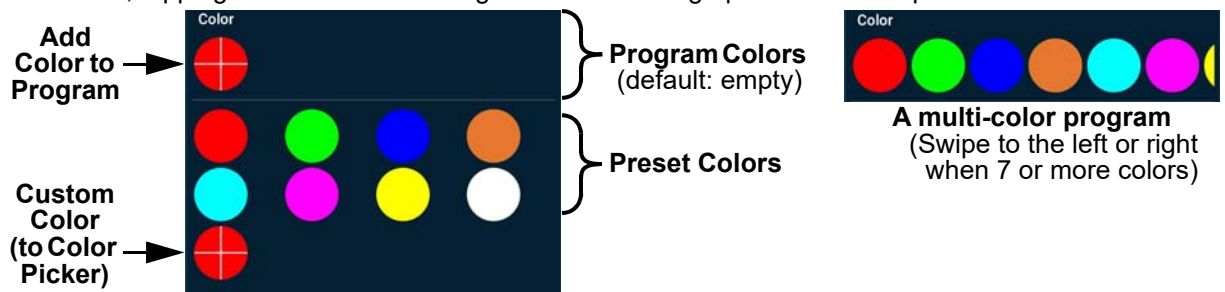 Color
Add
Color to
Program
Program Colors
(default: empty)
Preset Colors
Custom
Color
(to Color
Picker)
Color
A multi-color program
(Swipe to the left or right
when 7 or more colors)